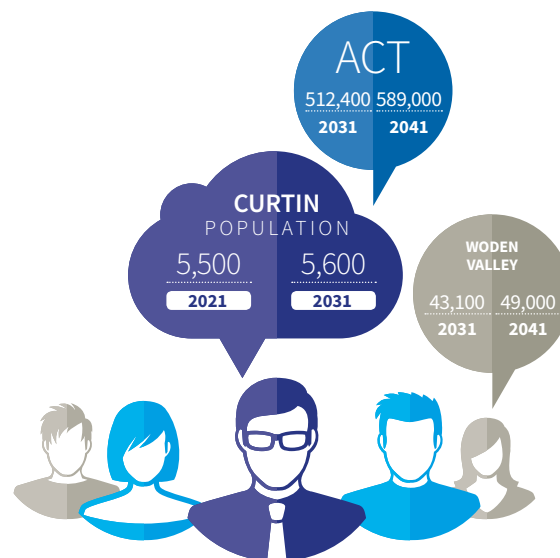 ACT
512,400 589,000
2031 2041
CURTIN
POPULATION
5,500 5,600
2021 2031
WODEN
VALLEY
43,100 49,000
2031 2041